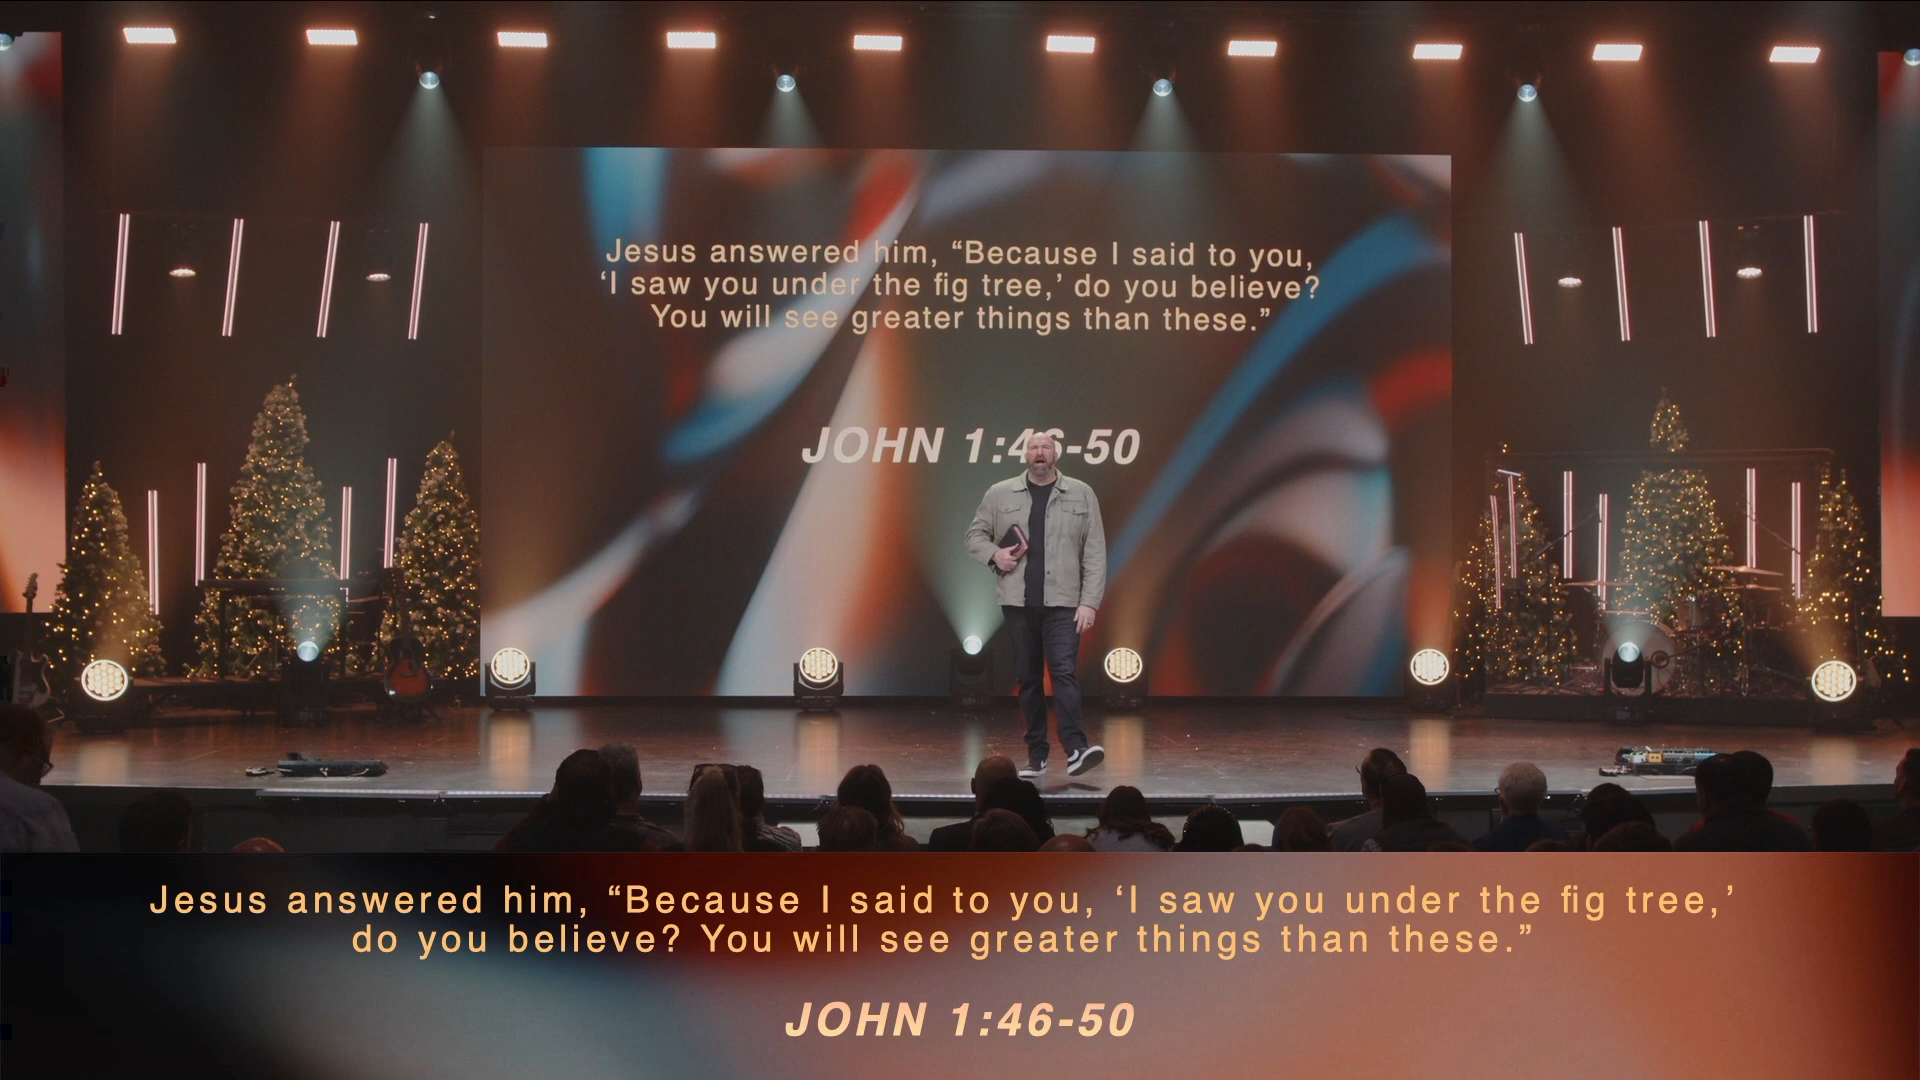 Jesus answered him, “Because I said to you,
‘I saw you under the fig tree,’ do you believe?
You will see greater things than these.”
JOHN 1:46-50
Jesus answered him, “Because I said to you, ‘I saw you under the fig tree,’
do you believe? You will see greater things than these.”
JOHN 1:46-50